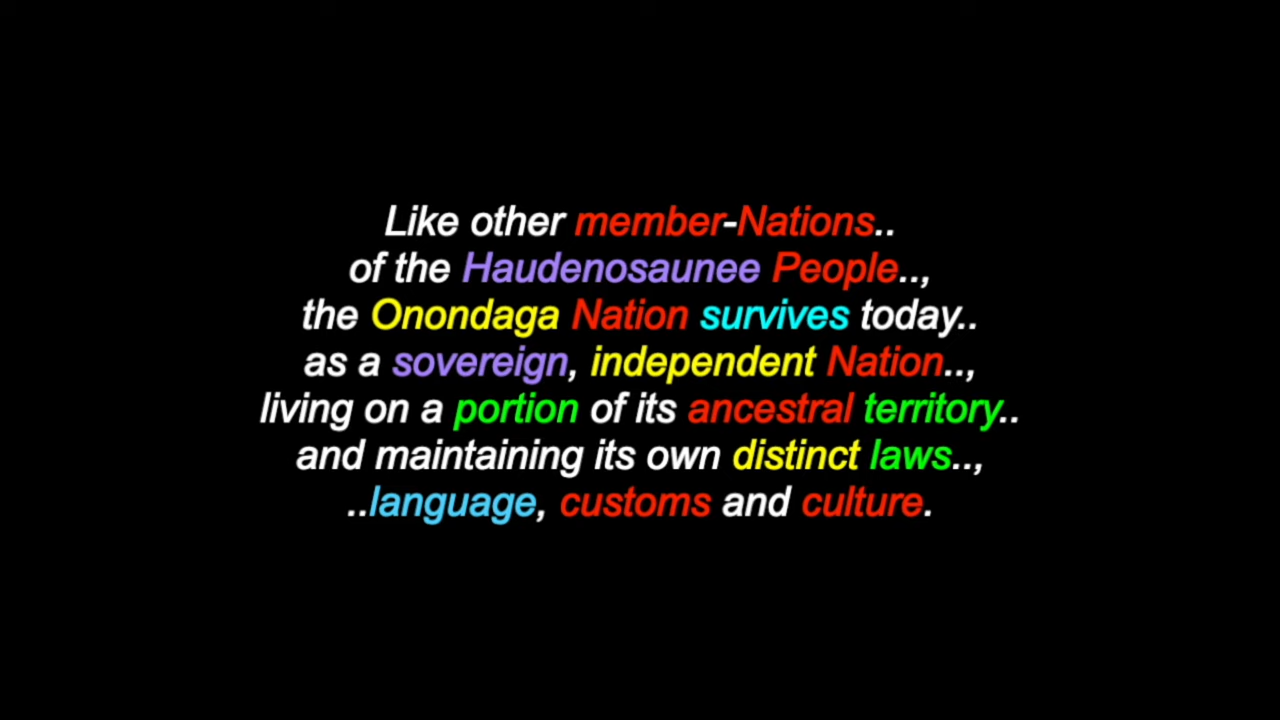 Like other member-Nations..
of the Haudenosaunee People..,
the Onondaga Nation survives today..
as a sovereign, independent Nation..,
living on a portion of its ancestral territory..
and maintaining its own distinct laws..,
..language, customs and culture.